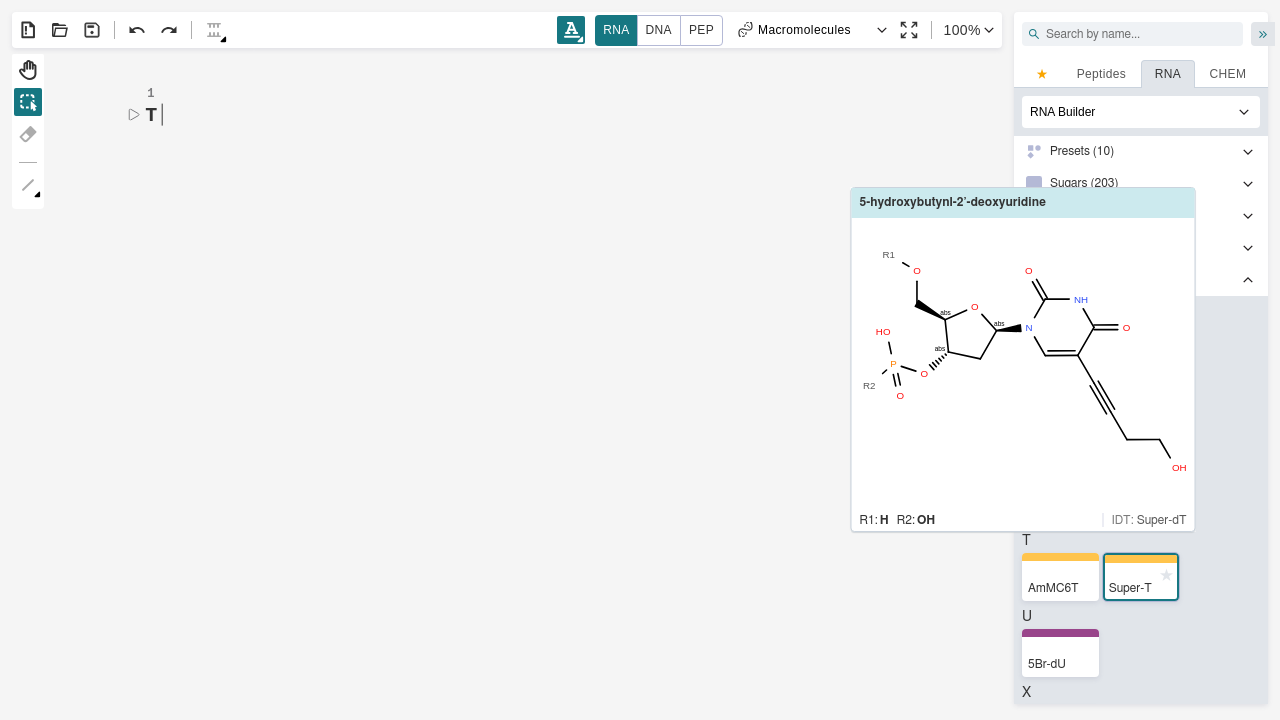 A RNA DNA PEP Macromolecules 100%
Search by name...
Peptides RNA CHEM
RNA Builder
Presets (10)
Sugars (203)
1
T
5-hydroxybutynl-2'-deoxyuridine
R1
O
O
O
NH
abs
abs
N
O
HO
abs
P
O
R2
O
OH
R1: H R2: OH IDT: Super-dT
T
AmMC6T Super-T
U
5Br-dU
X